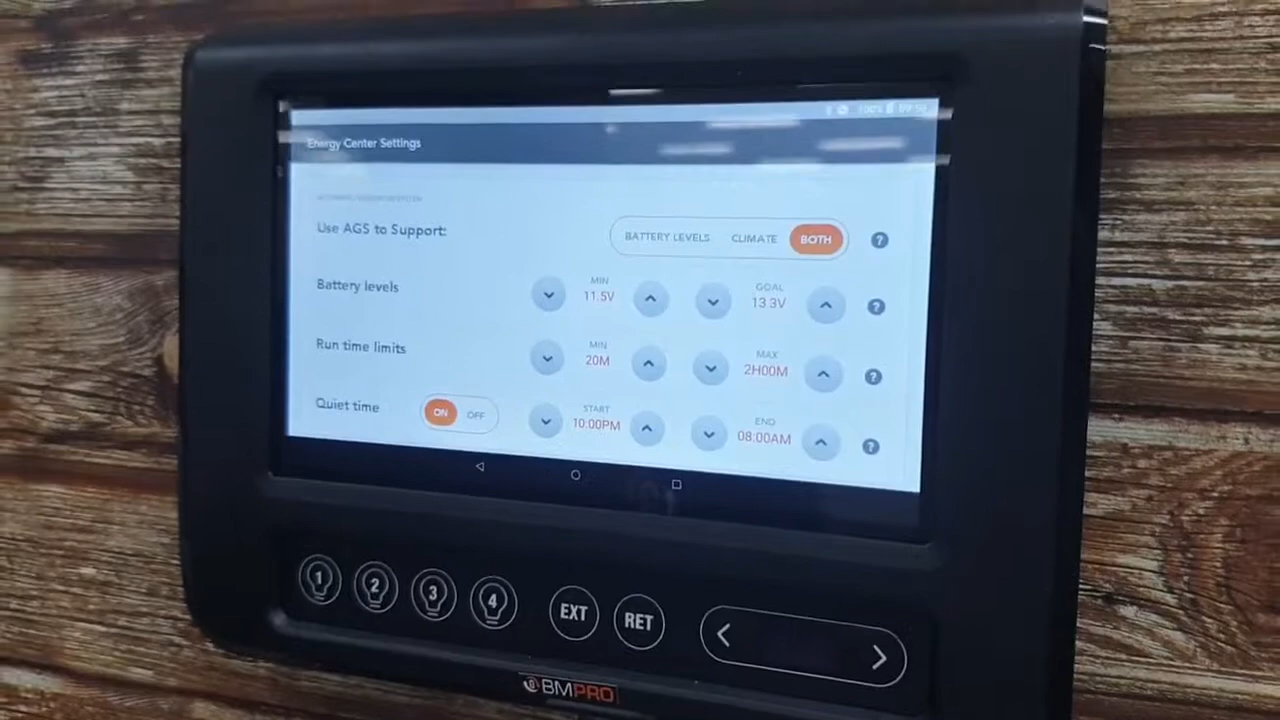 100%
Energy Center Settings
Use AGS to Support:
BATTERY LEVELS CLIMATE BOTH ?
Battery levels
MIN
11.5V
GOAL
13.3V
?
Run time limits
MIN
20M
MAX
2H00M
?
Quiet time
ON OFF
START
10:00PM
END
08:00AM
?
1 2 3 4 EXT RET
BMPRO